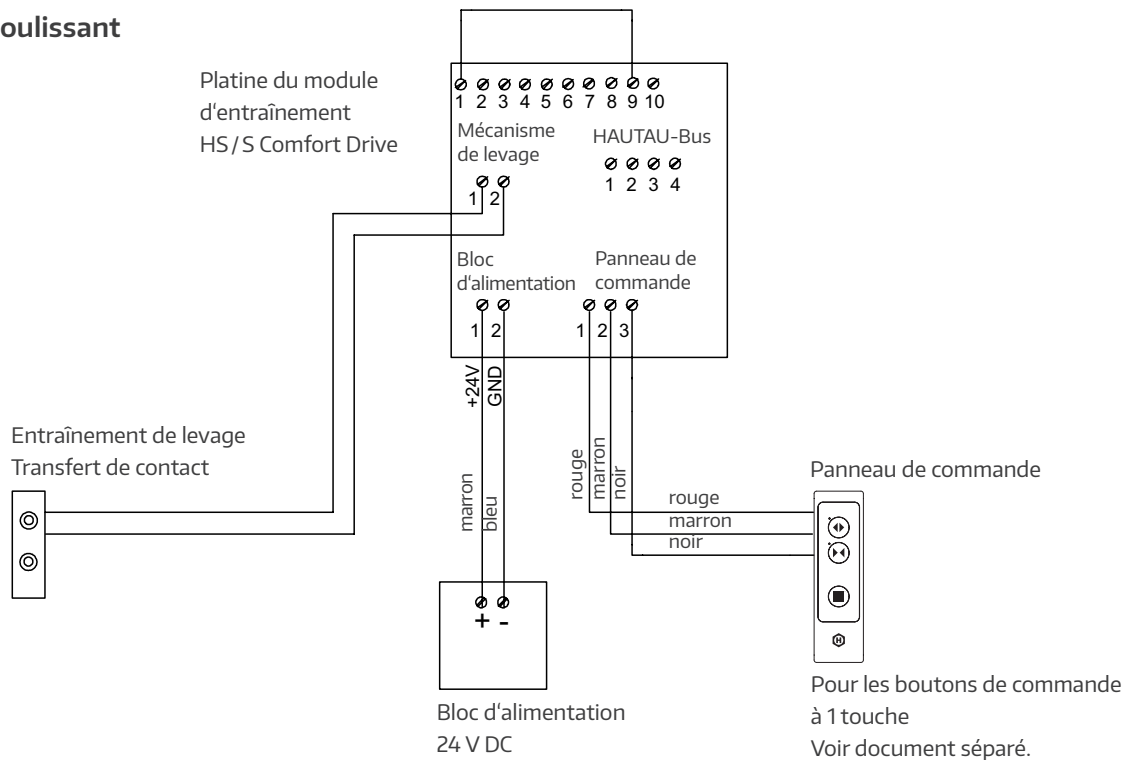 oulissant
Platine du module
d'entraînement
HS/S Comfort Drive
1 2 3 4 5 6 7 8 9 10
Mécanisme
de levage
HAUTAU-Bus
1 2 3 4
1 2
Bloc
d'alimentation
Panneau de
commande
1 2
1 2 3
+24V
GND
marron
bleu
rouge
marron
noir
Entraînement de levage
Transfert de contact
rouge
marron
noir
Panneau de commande
+ -
H
Bloc d'alimentation
24 V DC
Pour les boutons de commande
à 1 touche
Voir document séparé.